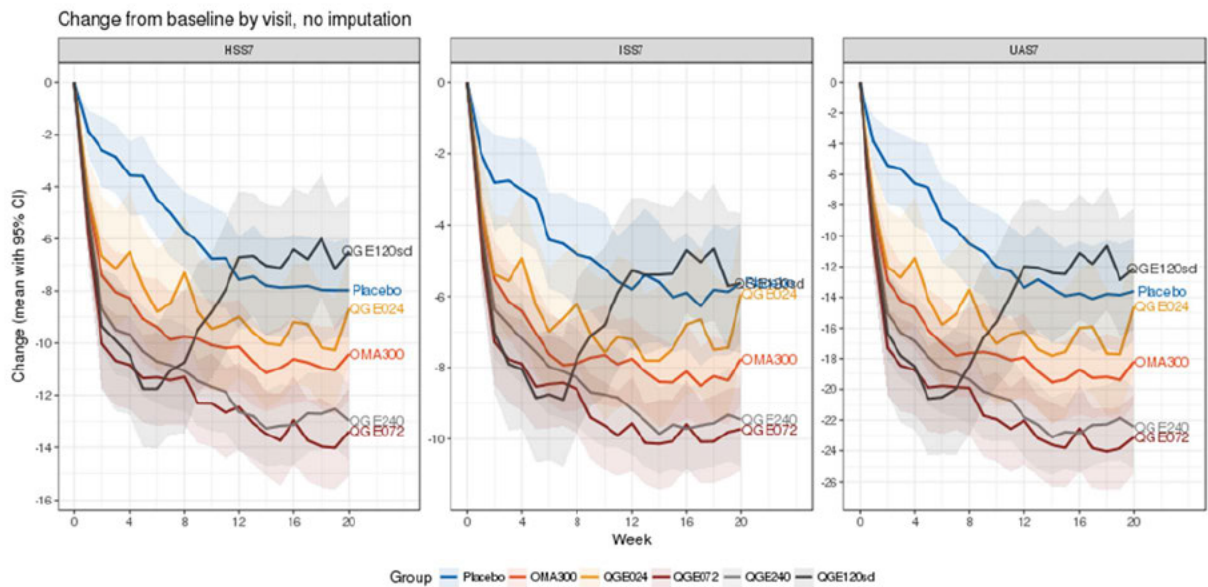 Change from baseline by visit, no imputation
HSS7
ISS7
UAS7
Change (mean with 95% CI)
0
-2
-4
-6
-8
-10
-12
-14
-16
0
-2
-4
-6
-8
-10
0
-2
-4
-6
-8
-10
-12
-14
-16
-18
-20
-22
-24
-26
QGE120sd
Placebo
QGE024
OMA300
QGE240
QGE072
QGE024
OMA300
QGE240
QGE072
QGE120sd
Placebo
QGE024
OMA300
QGE240
QGE072
0 4 8 12 16 20
0 4 8 12 16 20
0 4 8 12 16 20
Week
Group Placebo OMA300 QGE024 QGE072 QGE240 QGE120sd